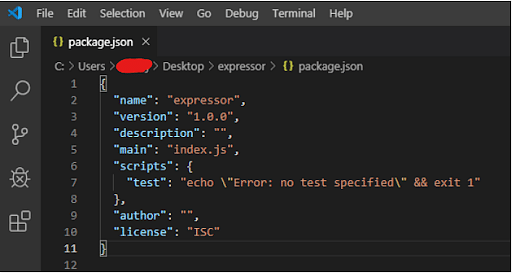 File Edit Selection View Go Debug Terminal Help
{} package.json ×
C: > Users > Desktop > expressor > {} package.json
1 {
2 "name": "expressor",
3 "version": "1.0.0",
4 "description": "",
5 "main": "index.js",
6 "scripts": {
7 "test": "echo \"Error: no test specified\" && exit 1"
8 },
9 "author": "",
10 "license": "ISC"
11 }
12